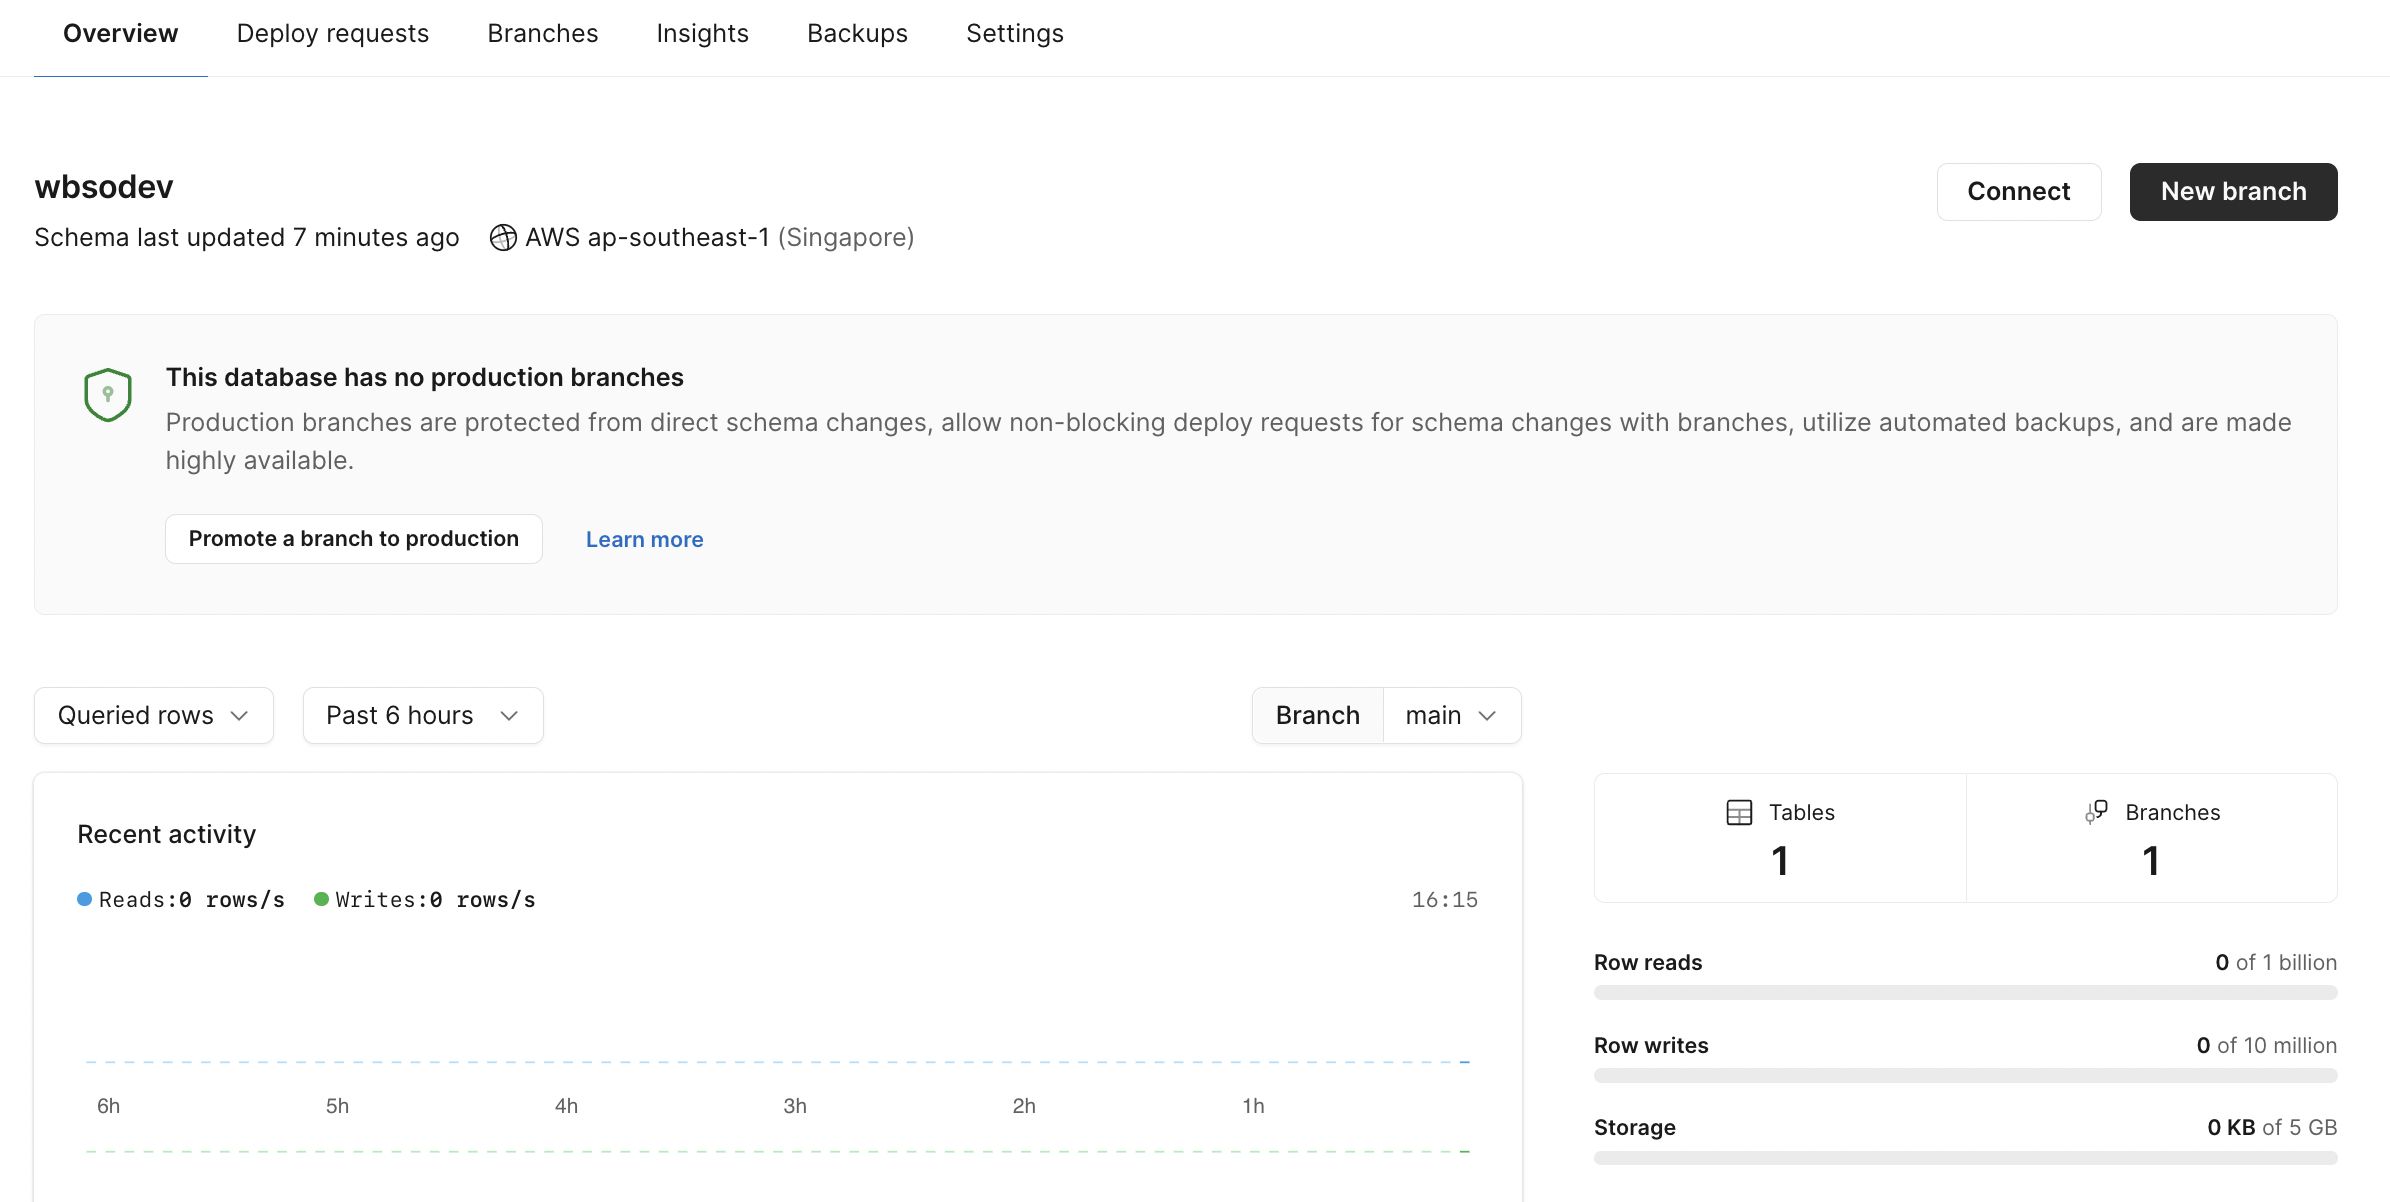 Overview Deploy requests Branches Insights Backups Settings
wbsodev
Connect New branch
Schema last updated 7 minutes ago AWS ap-southeast-1 (Singapore)
This database has no production branches
Production branches are protected from direct schema changes, allow non-blocking deploy requests for schema changes with branches, utilize automated backups, and are made
highly available.
Promote a branch to production Learn more
Queried rows Past 6 hours Branch main
Recent activity
Reads:0 rows/s Writes:0 rows/s 16:15
6h 5h 4h 3h 2h 1h
Tables Branches
1 1
Row reads 0 of 1 billion
Row writes 0 of 10 million
Storage 0 KB of 5 GB